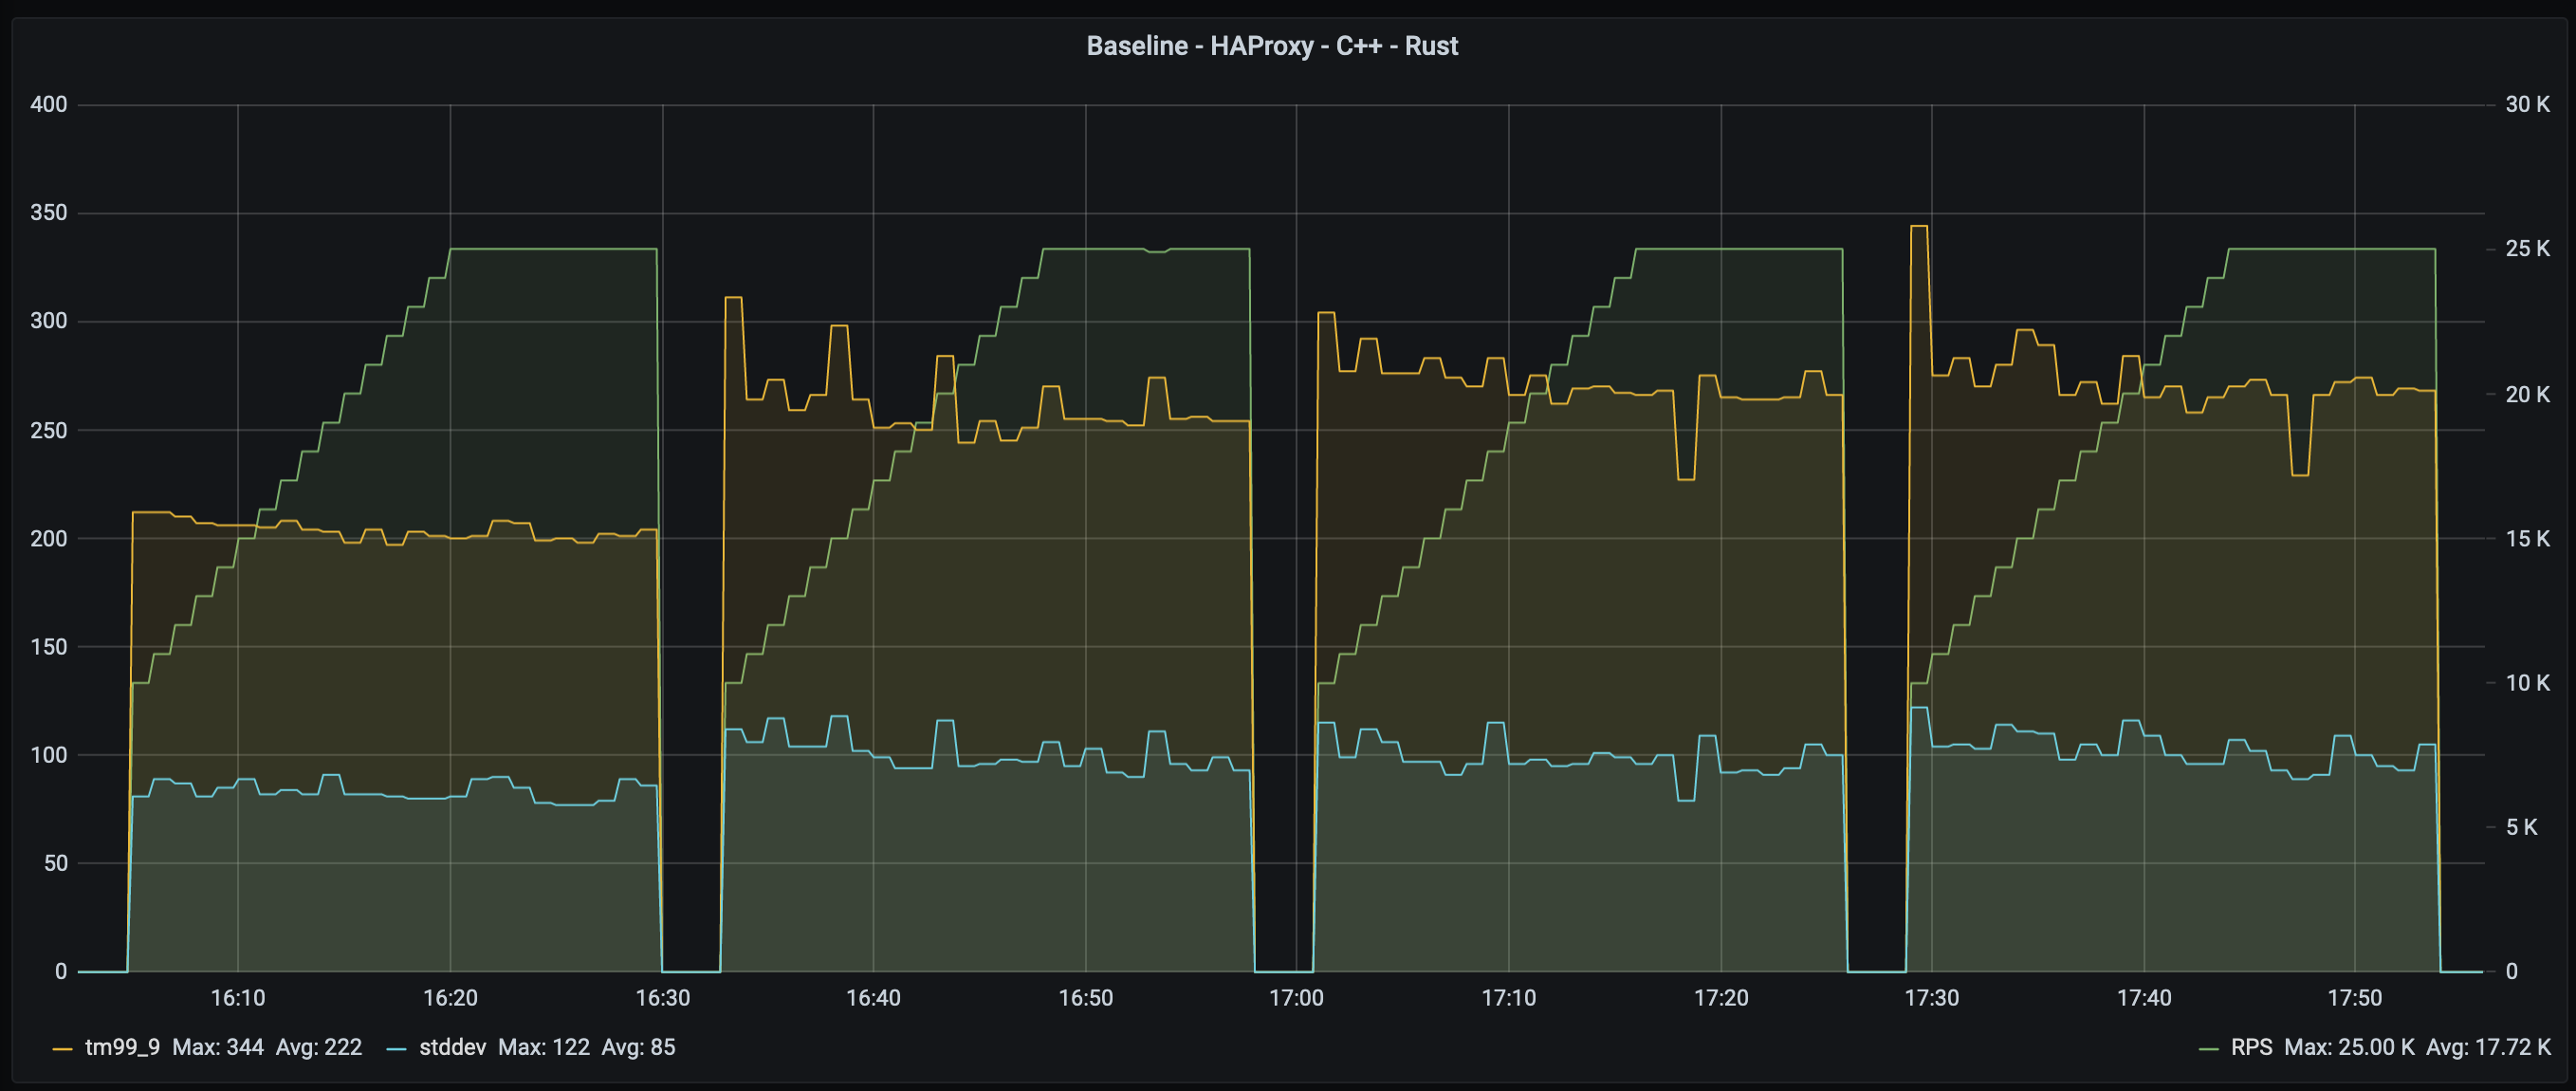 Baseline - HAProxy - C++ - Rust
400 30 K
350
300 25 K
250 20 K
200 15 K
150 10 K
100
50 5 K
0 0
16:10 16:20 16:30 16:40 16:50 17:00 17:10 17:20 17:30 17:40 17:50
tm99_9 Max: 344 Avg: 222 stddev Max: 122 Avg: 85 RPS Max: 25.00 K Avg: 17.72 K